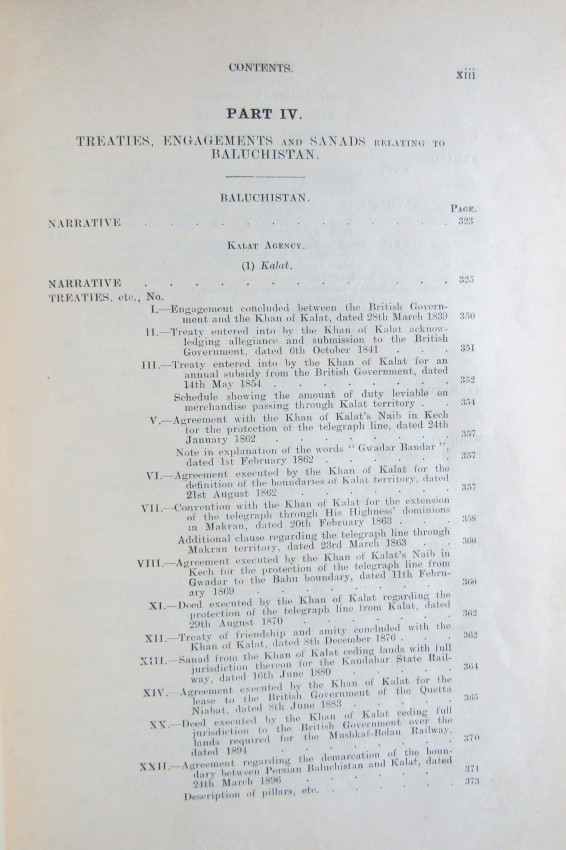 CONTENTS. xiii
PART IV.
TREATIES, ENGAGEMENTS AND SANADS RELATING TO
BALUCHISTAN.
BALUCHISTAN.
PAGE.
NARRATIVE . . . . . . . . . . . . 323
KALAT AGENCY.
(1) Kalat.
NARRATIVE . . . . . . . . . . . . 325
TREATIES, etc., No.
I.—Engagement concluded between the British Govern-
ment and the Khan of Kalat, dated 28th March 1839 350
II.—Treaty entered into by the Khan of Kalat acknow-
ledging allegiance and submission to the British
Government, dated 6th October 1841 . . . 351
III.—Treaty entered into by the Khan of Kalat for an
annual subsidy from the British Government, dated
14th May 1854 . . . . . . . . 352
Schedule showing the amount of duty leviable on
merchandise passing through Kalat territory . . 354
V.—Agreement with the Khan of Kalat's Naib in Kech
for the protection of the telegraph line, dated 24th
January 1862 . . . . . . . . 357
Note in explanation of the words " Gwadar Bandar ",
dated 1st February 1862 . . . . . . 357
VI.—Agreement executed by the Khan of Kalat for the
definition of the boundaries of Kalat territory, dated
21st August 1862 . . . . . . . 357
VII.—Convention with the Khan of Kalat for the extension
of the telegraph through His Highness' dominions
in Makran, dated 20th February 1863 . . . 358
Additional clause regarding the telegraph line through
Makran territory, dated 23rd March 1863 . . 360
VIII.—Agreement executed by the Khan of Kalat's Naib in
Kech for the protection of the telegraph line from
Gwadur to the Bahu boundary, dated 11th Febru-
ary 1869 . . . . . . . . 360
XI.—Deed executed by the Khan of Kalat regarding the
protection of the telegraph line from Kalat, dated
29th August 1870 . . . . . . . 362
XII.—Treaty of friendship and amity concluded with the
Khan of Kalat, dated 8th December 1876 . . . 362
XIII.—Sanad from the Khan of Kalat ceding lands with full
jurisdiction thereon for the Kandahar State Rail-
way, dated 16th June 1880 . . . . . 364
XIV.—Agreement executed by the Khan of Kalat for the
lease to the British Government of the Quetta
Niabat, dated 8th June 1883 . . . . . 365
XX.—Deed executed by the Khan of Kalat ceding full
jurisdiction to the British Government over the
lands required for the Mushkaf-Bolan Railway,
dated 1894 . . . . . . . . 370
XXII.—Agreement regarding the demarcation of the boun-
dary between Persian Baluchistan and Kalat, dated
24th March 1896 . . . . . . . 371
Description of pillars, etc. . . . . . . 373